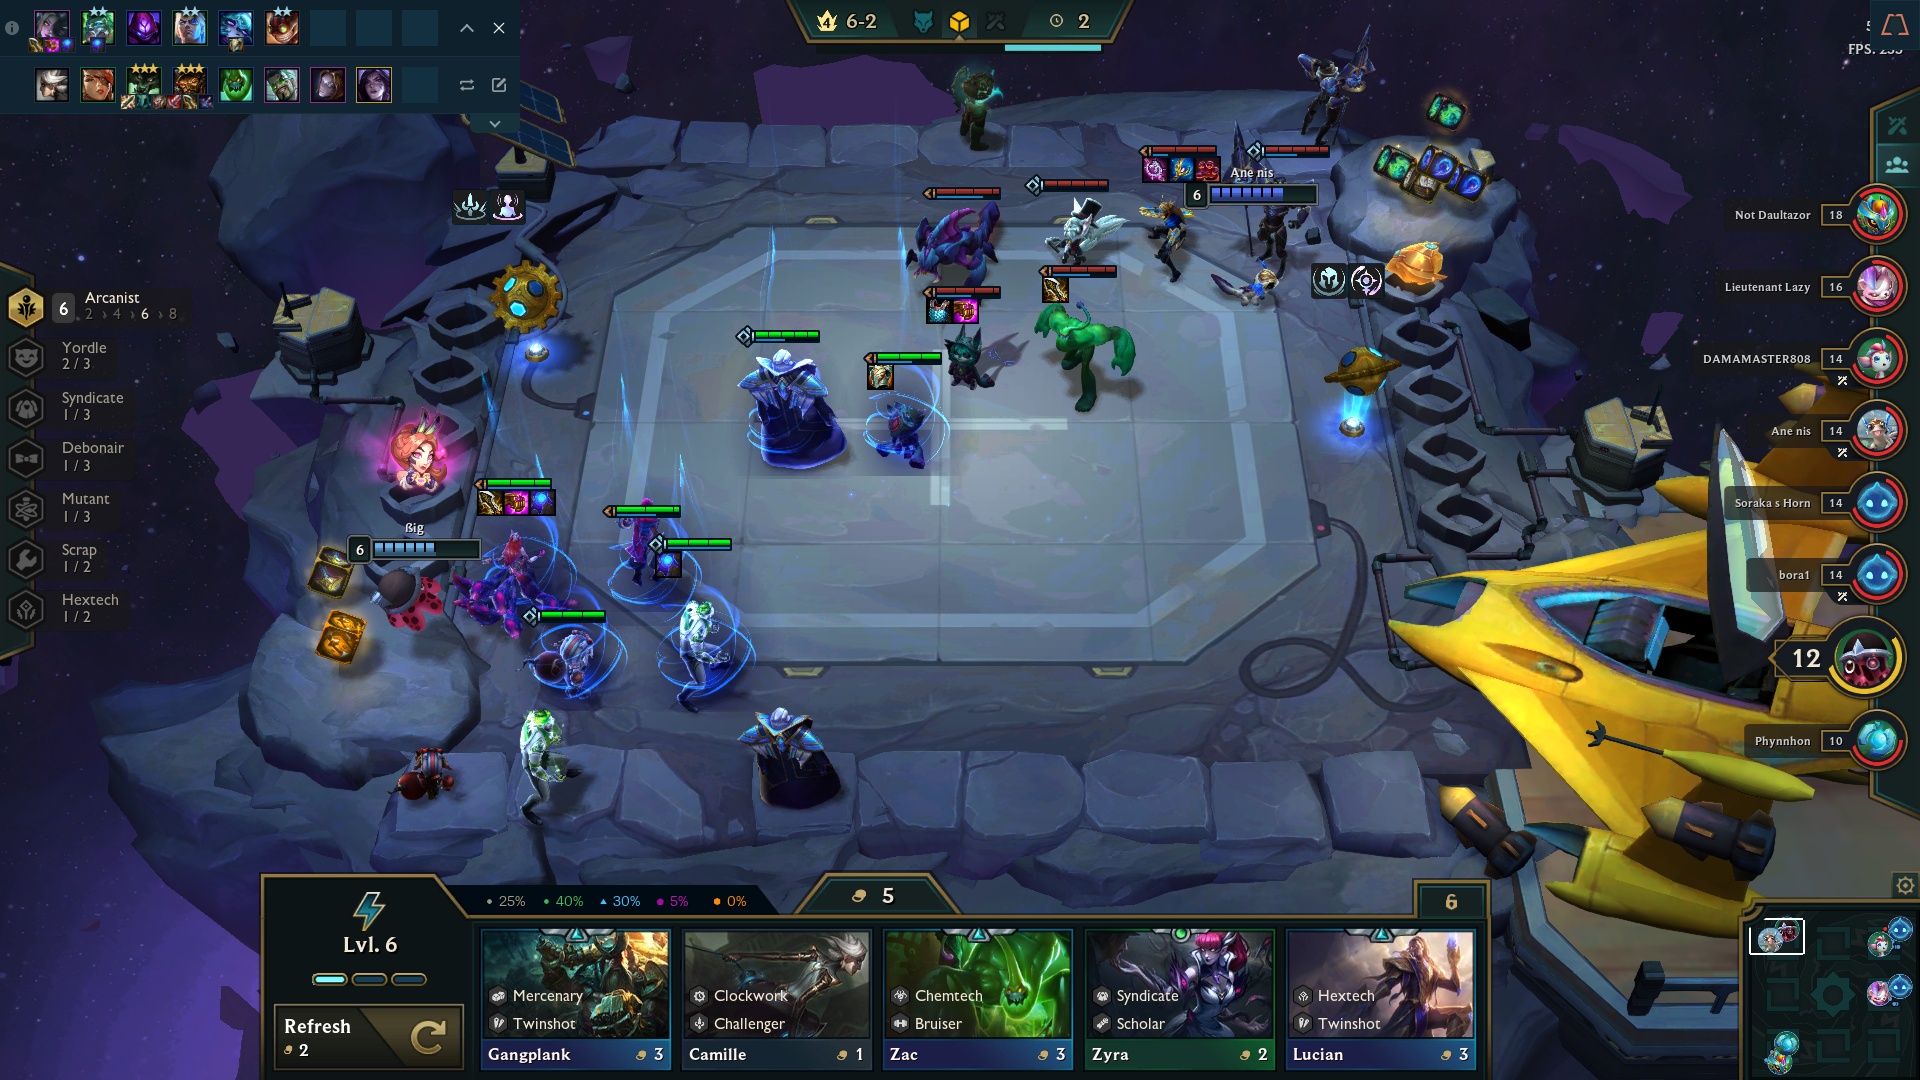 4 6-2
2
FPS: 233
Ane nis
6
Not Daultazor 18
Lieutenant Lazy 16
DAMAMASTER808 14
Ane nis 14
Soraka s Horn 14
bora1 14
12
Phynnhon 10
6 Arcanist
2 > 4 > 6 > 8
Yordle
2 / 3
Syndicate
1 / 3
Debonair
1 / 3
Mutant
1 / 3
Scrap
1 / 2
Hextech
1 / 2
ßig
6
25% 40% 30% 5% 0%
5
6
Lvl. 6
Refresh
2
Mercenary
Twinshot
Gangplank 3
Clockwork
Challenger
Camille 1
Chemtech
Bruiser
Zac 3
Syndicate
Scholar
Zyra 2
Hextech
Twinshot
Lucian 3